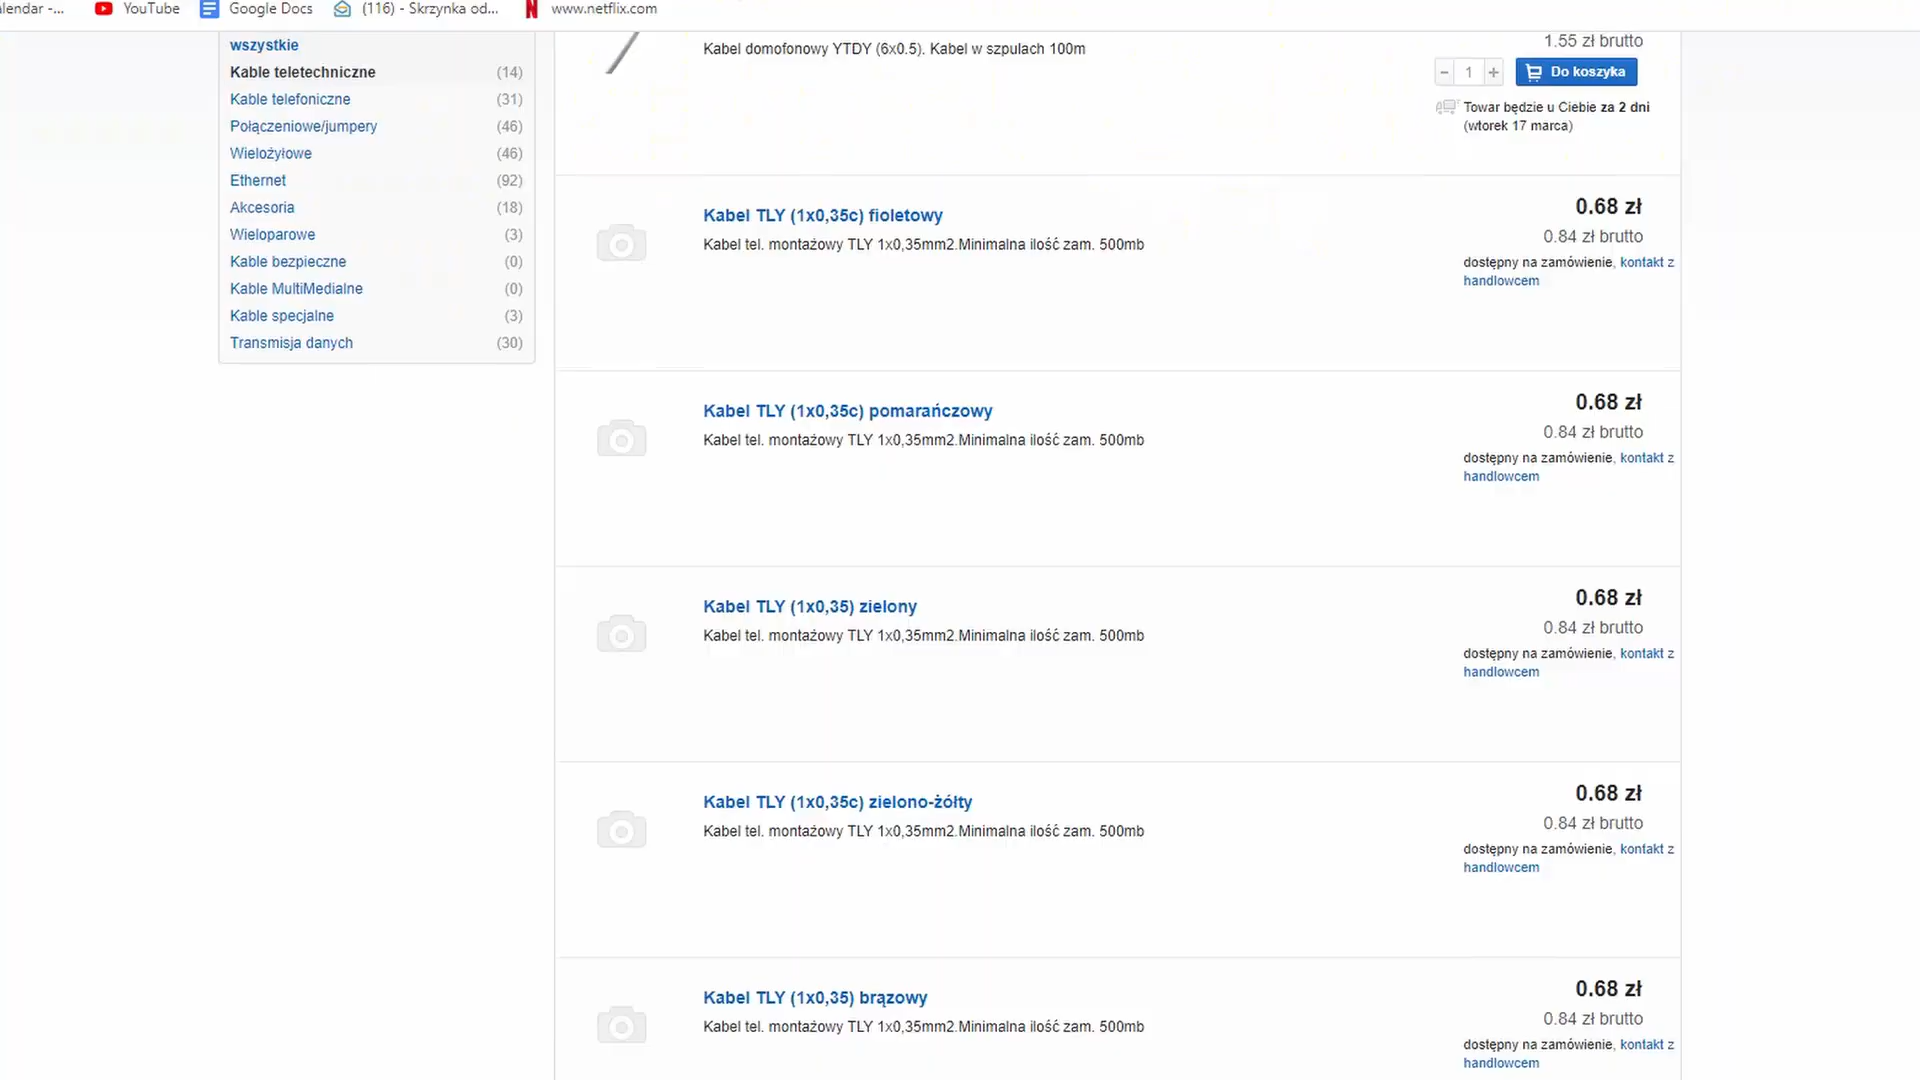 alendar -... YouTube Google Docs (116) - Skrzynka od... www.netflix.com
wszystkie
Kable teletechniczne (14)
Kable telefoniczne (31)
Połączeniowe/jumpery (46)
Wielożyłowe (46)
Ethernet (92)
Akcesoria (18)
Wieloparowe (3)
Kable bezpieczne (0)
Kable MultiMedialne (0)
Kable specjalne (3)
Transmisja danych (30)
Kabel domofonowy YTDY (6x0.5). Kabel w szpulach 100m
1.55 zł brutto
- 1 + Do koszyka
Towar będzie u Ciebie za 2 dni
(wtorek 17 marca)
Kabel TLY (1x0,35c) fioletowy
Kabel tel. montażowy TLY 1x0,35mm2.Minimalna ilość zam. 500mb
0.68 zł
0.84 zł brutto
dostępny na zamówienie, kontakt z
handlowcem
Kabel TLY (1x0,35c) pomarańczowy
Kabel tel. montażowy TLY 1x0,35mm2.Minimalna ilość zam. 500mb
0.68 zł
0.84 zł brutto
dostępny na zamówienie, kontakt z
handlowcem
Kabel TLY (1x0,35) zielony
Kabel tel. montażowy TLY 1x0,35mm2.Minimalna ilość zam. 500mb
0.68 zł
0.84 zł brutto
dostępny na zamówienie, kontakt z
handlowcem
Kabel TLY (1x0,35c) zielono-żółty
Kabel tel. montażowy TLY 1x0,35mm2.Minimalna ilość zam. 500mb
0.68 zł
0.84 zł brutto
dostępny na zamówienie, kontakt z
handlowcem
Kabel TLY (1x0,35) brązowy
Kabel tel. montażowy TLY 1x0,35mm2.Minimalna ilość zam. 500mb
0.68 zł
0.84 zł brutto
dostępny na zamówienie, kontakt z
handlowcem